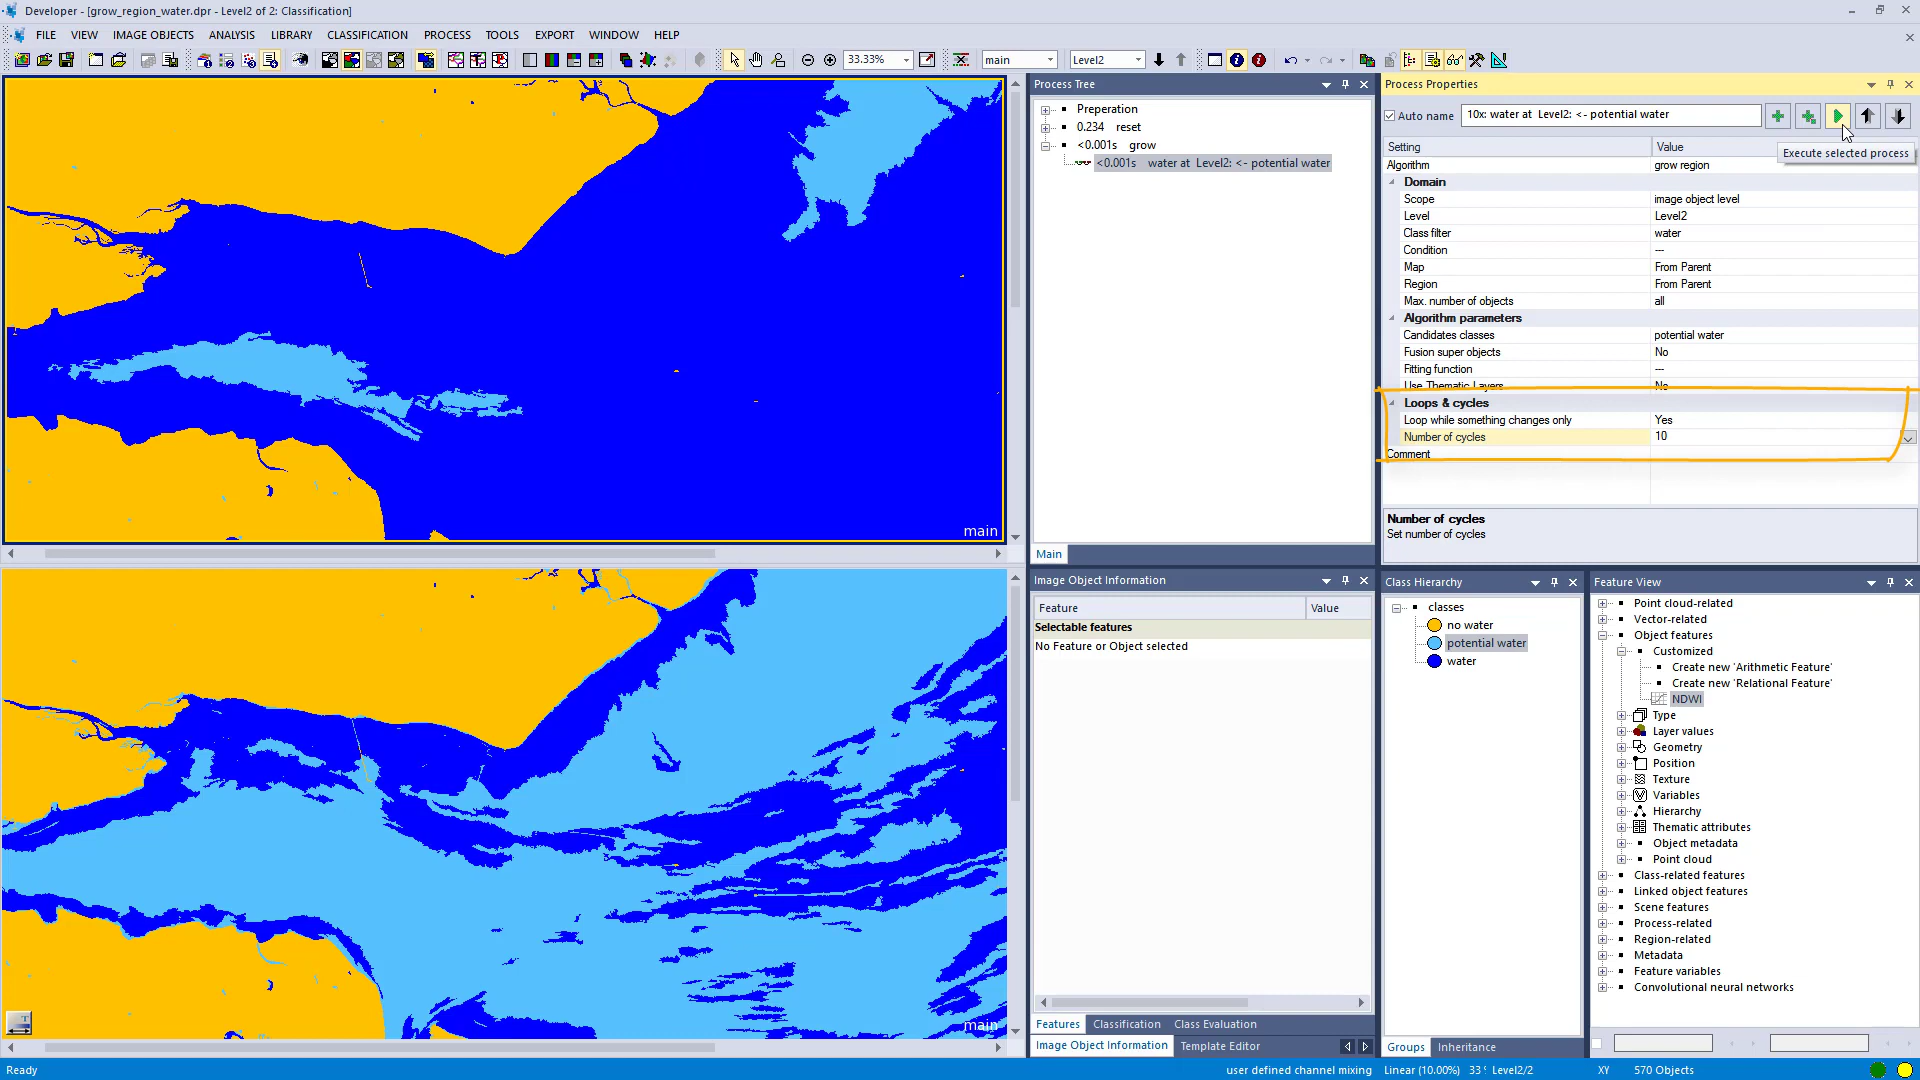 Developer - [grow_region_water.dpr - Level2 of 2: Classification]
FILE VIEW IMAGE OBJECTS ANALYSIS LIBRARY CLASSIFICATION PROCESS TOOLS EXPORT WINDOW HELP
33.33% main Level2
main
main
Process Tree
Preperation
0.234 reset
<0.001s grow
<0.001s water at Level2: <- potential water
Main
Process Properties
Auto name 10x: water at Level2: <- potential water
Setting Value
Execute selected process
Algorithm grow region
Domain
Scope image object level
Level Level2
Class filter water
Condition ---
Map From Parent
Region From Parent
Max. number of objects all
Algorithm parameters
Candidates classes potential water
Fusion super objects No
Fitting function ---
Use Thematic Layers No
Loops & cycles
Loop while something changes only Yes
Number of cycles 10
Comment
Number of cycles
Set number of cycles
Image Object Information
Feature Value
Selectable features
No Feature or Object selected
Features Classification Class Evaluation
Image Object Information Template Editor
Class Hierarchy
classes
no water
potential water
water
Groups Inheritance
Feature View
Point cloud-related
Vector-related
Object features
Customized
Create new 'Arithmetic Feature'
Create new 'Relational Feature'
NDWI
Type
Layer values
Geometry
Position
Texture
Variables
Hierarchy
Thematic attributes
Object metadata
Point cloud
Class-related features
Linked object features
Scene features
Process-related
Region-related
Metadata
Feature variables
Convolutional neural networks
Ready user defined channel mixing Linear (10.00%) 33 Level2/2 XY 570 Objects